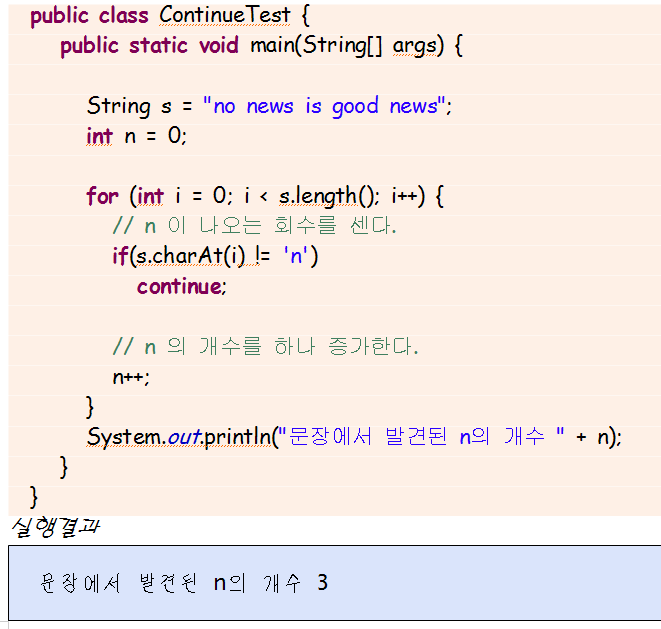 public class ContinueTest {
public static void main(String[] args) {
String s = "no news is good news";
int n = 0;
for (int i = 0; i < s.length(); i++) {
// n 이 나오는 회수를 센다.
if(s.charAt(i) != 'n')
continue;
// n 의 개수를 하나 증가한다.
n++;
}
System.out.println("문장에서 발견된 n의 개수 " + n);
}
}
실행결과
문장에서 발견된 n의 개수 3